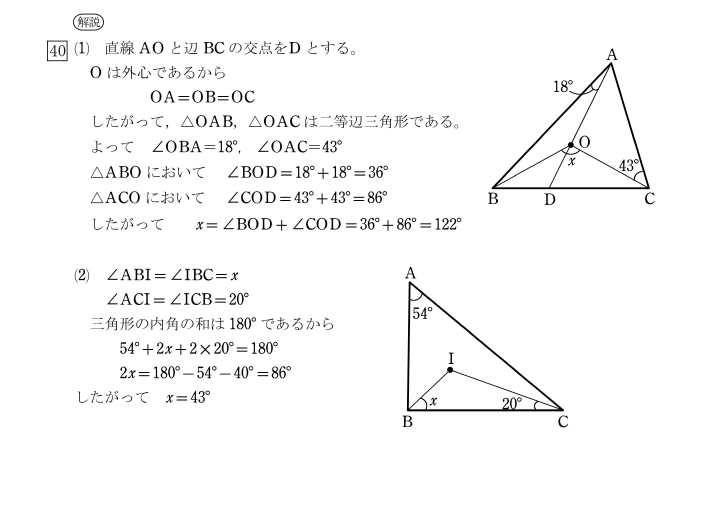 解説
40 (1) 直線 AO と辺 BC の交点をD とする。
O は外心であるから
OA=OB=OC
したがって，△OAB，△OAC は二等辺三角形である。
よって ∠OBA=18°， ∠OAC=43°
△ABO において ∠BOD=18°+18°=36°
△ACO において ∠COD=43°+43°=86°
したがって x=∠BOD+∠COD=36°+86°=122°
A
18°
O
x
43°
B
D
C
(2) ∠ABI=∠IBC=x
∠ACI=∠ICB=20°
三角形の内角の和は 180° であるから
54°+2x+2×20°=180°
2x=180°−54°−40°=86°
したがって x=43°
A
54°
I
x
20°
B
C